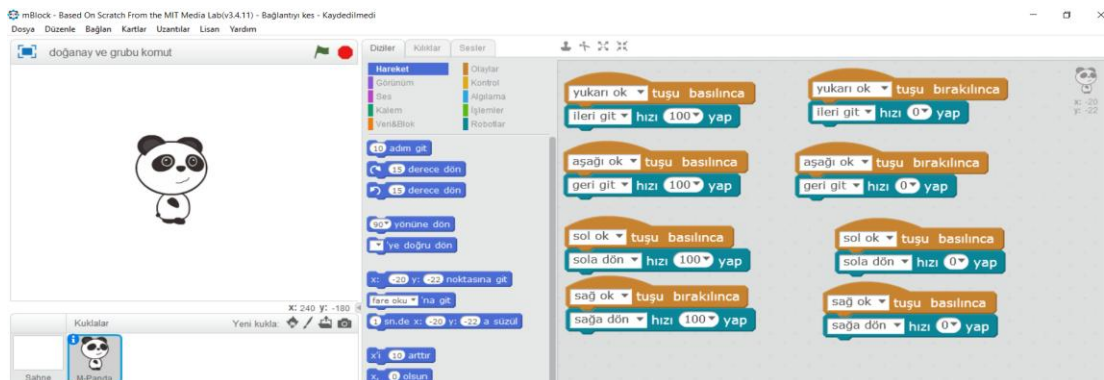 mBlock - Based On Scratch From the MIT Media Lab(v3.4.11) - Bağlantıyı kes - Kaydedilmedi
Dosya Düzenle Bağlan Kartlar Uzantılar Lisan Yardım
doğanay ve grubu komut
Diziler Kılıklar Sesler
Hareket Olaylar
Görünüm Kontrol
Ses Algılama
Kalem İşlemler
Veri&Blok Robotlar
10 adım git
15 derece dön
15 derece dön
90 yönüne dön
'ye doğru dön
x: -20 y: -22 noktasına git
fare oku 'na git
1 sn.de x: -20 y: -22 a süzül
x'i 10 arttır
x, 0 olsun
yukarı ok tuşu basılınca
ileri git hızı 100 yap
yukarı ok tuşu bırakılınca
ileri git hızı 0 yap
aşağı ok tuşu basılınca
geri git hızı 100 yap
aşağı ok tuşu bırakılınca
geri git hızı 0 yap
sol ok tuşu basılınca
sola dön hızı 100 yap
sol ok tuşu basılınca
sola dön hızı 0 yap
sağ ok tuşu bırakılınca
sağa dön hızı 100 yap
sağ ok tuşu basılınca
sağa dön hızı 0 yap
x: -20
y: -22
X: 240 y: -180
Kuklalar Yeni kukla:
Sahne M-Panda